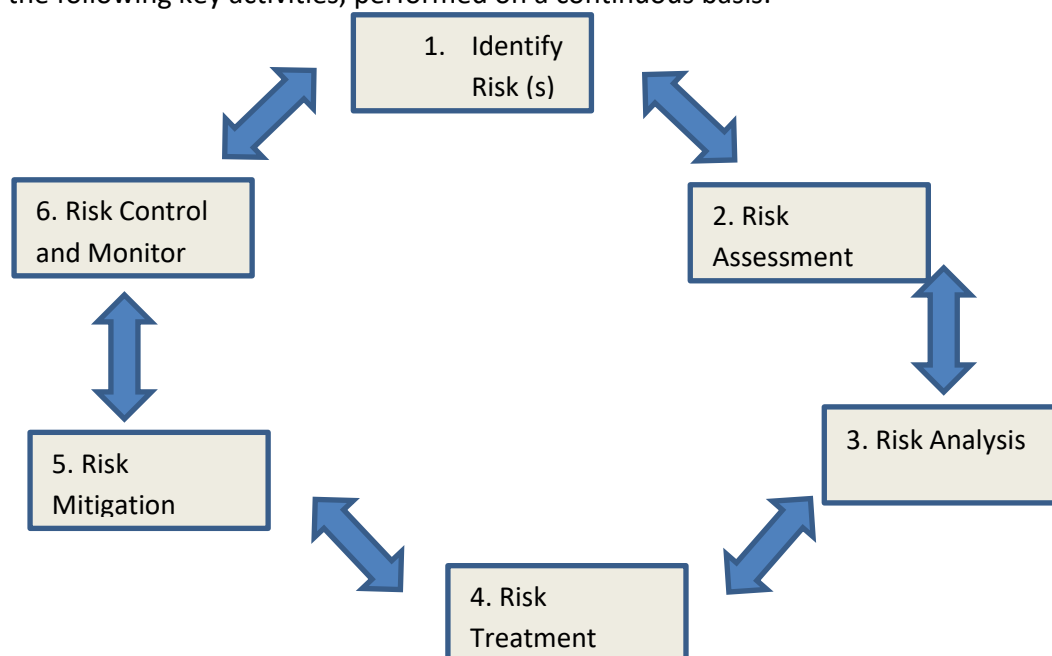 the following key activities, performed on a continuous basis:
1. Identify
Risk (s)
2. Risk
Assessment
3. Risk Analysis
4. Risk
Treatment
5. Risk
Mitigation
6. Risk Control
and Monitor